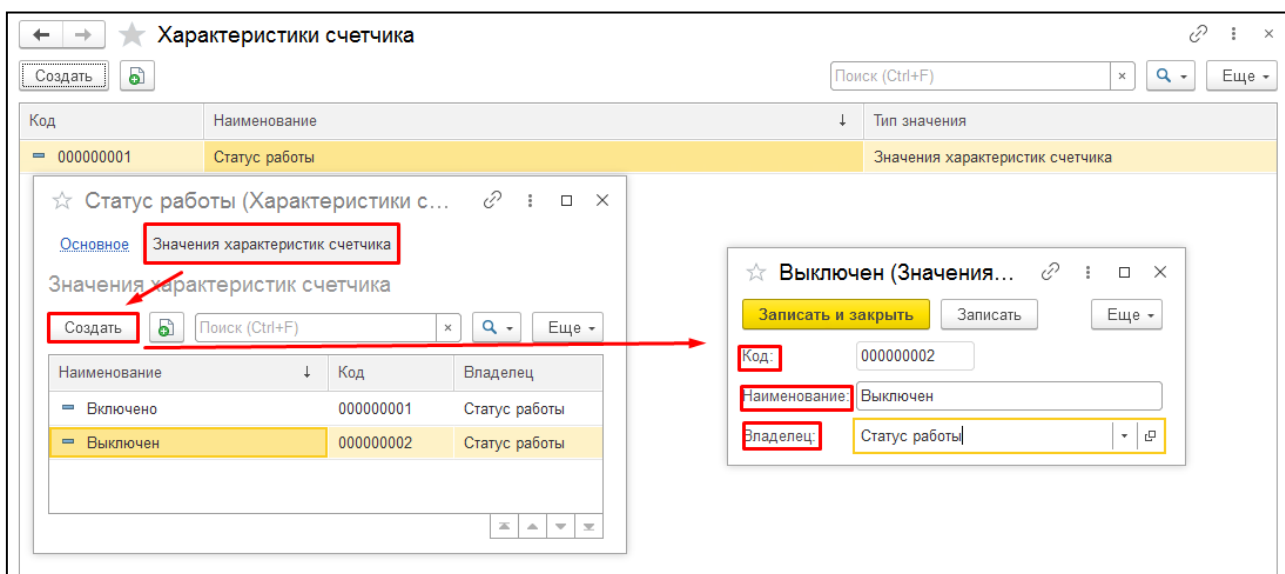 Характеристики счетчика
Создать Поиск (Ctrl+F) × Еще
Код Наименование ↓ Тип значения
000000001 Статус работы Значения характеристик счетчика
Статус работы (Характеристики с...
Основное Значения характеристик счетчика
Значения характеристик счетчика
Создать Поиск (Ctrl+F) × Еще
Наименование ↓ Код Владелец
Включено 000000001 Статус работы
Выключен 000000002 Статус работы
Выключен (Значения...
Записать и закрыть Записать Еще
Код: 000000002
Наименование: Выключен
Владелец: Статус работы